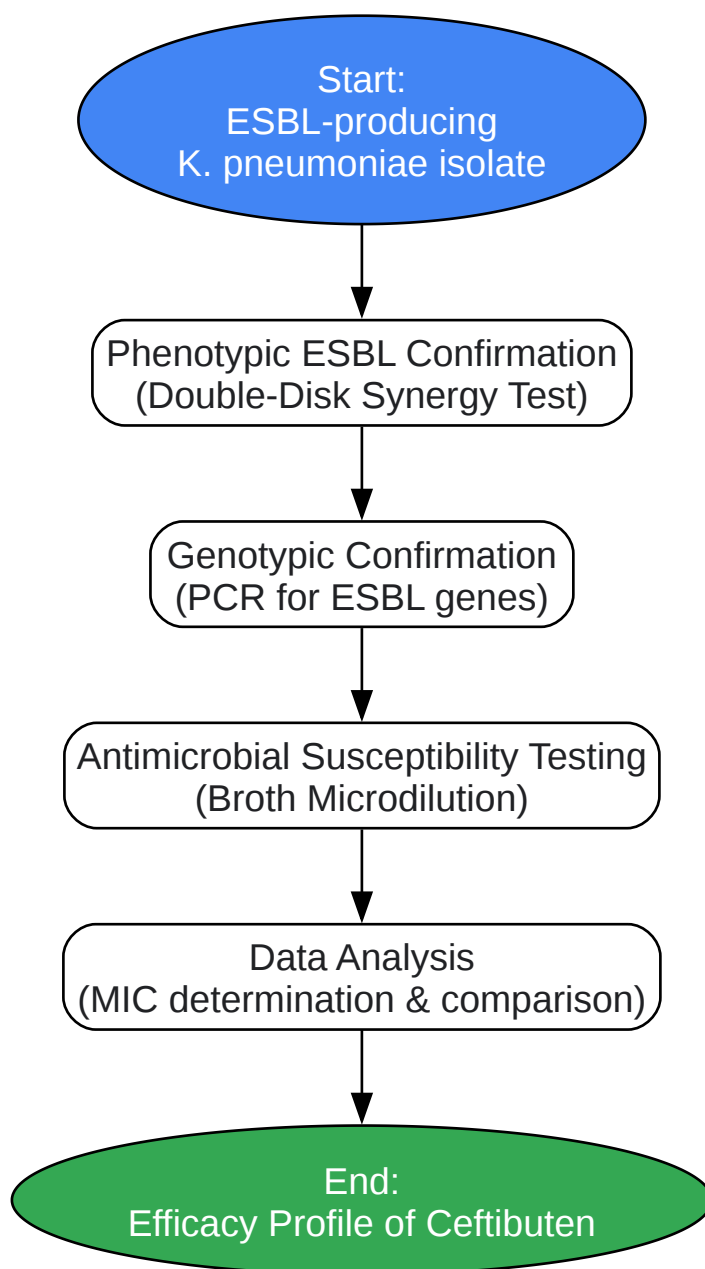 Start:
ESBL-producing
K. pneumoniae isolate
Phenotypic ESBL Confirmation
(Double-Disk Synergy Test)
Genotypic Confirmation
(PCR for ESBL genes)
Antimicrobial Susceptibility Testing
(Broth Microdilution)
Data Analysis
(MIC determination & comparison)
End:
Efficacy Profile of Ceftibuten